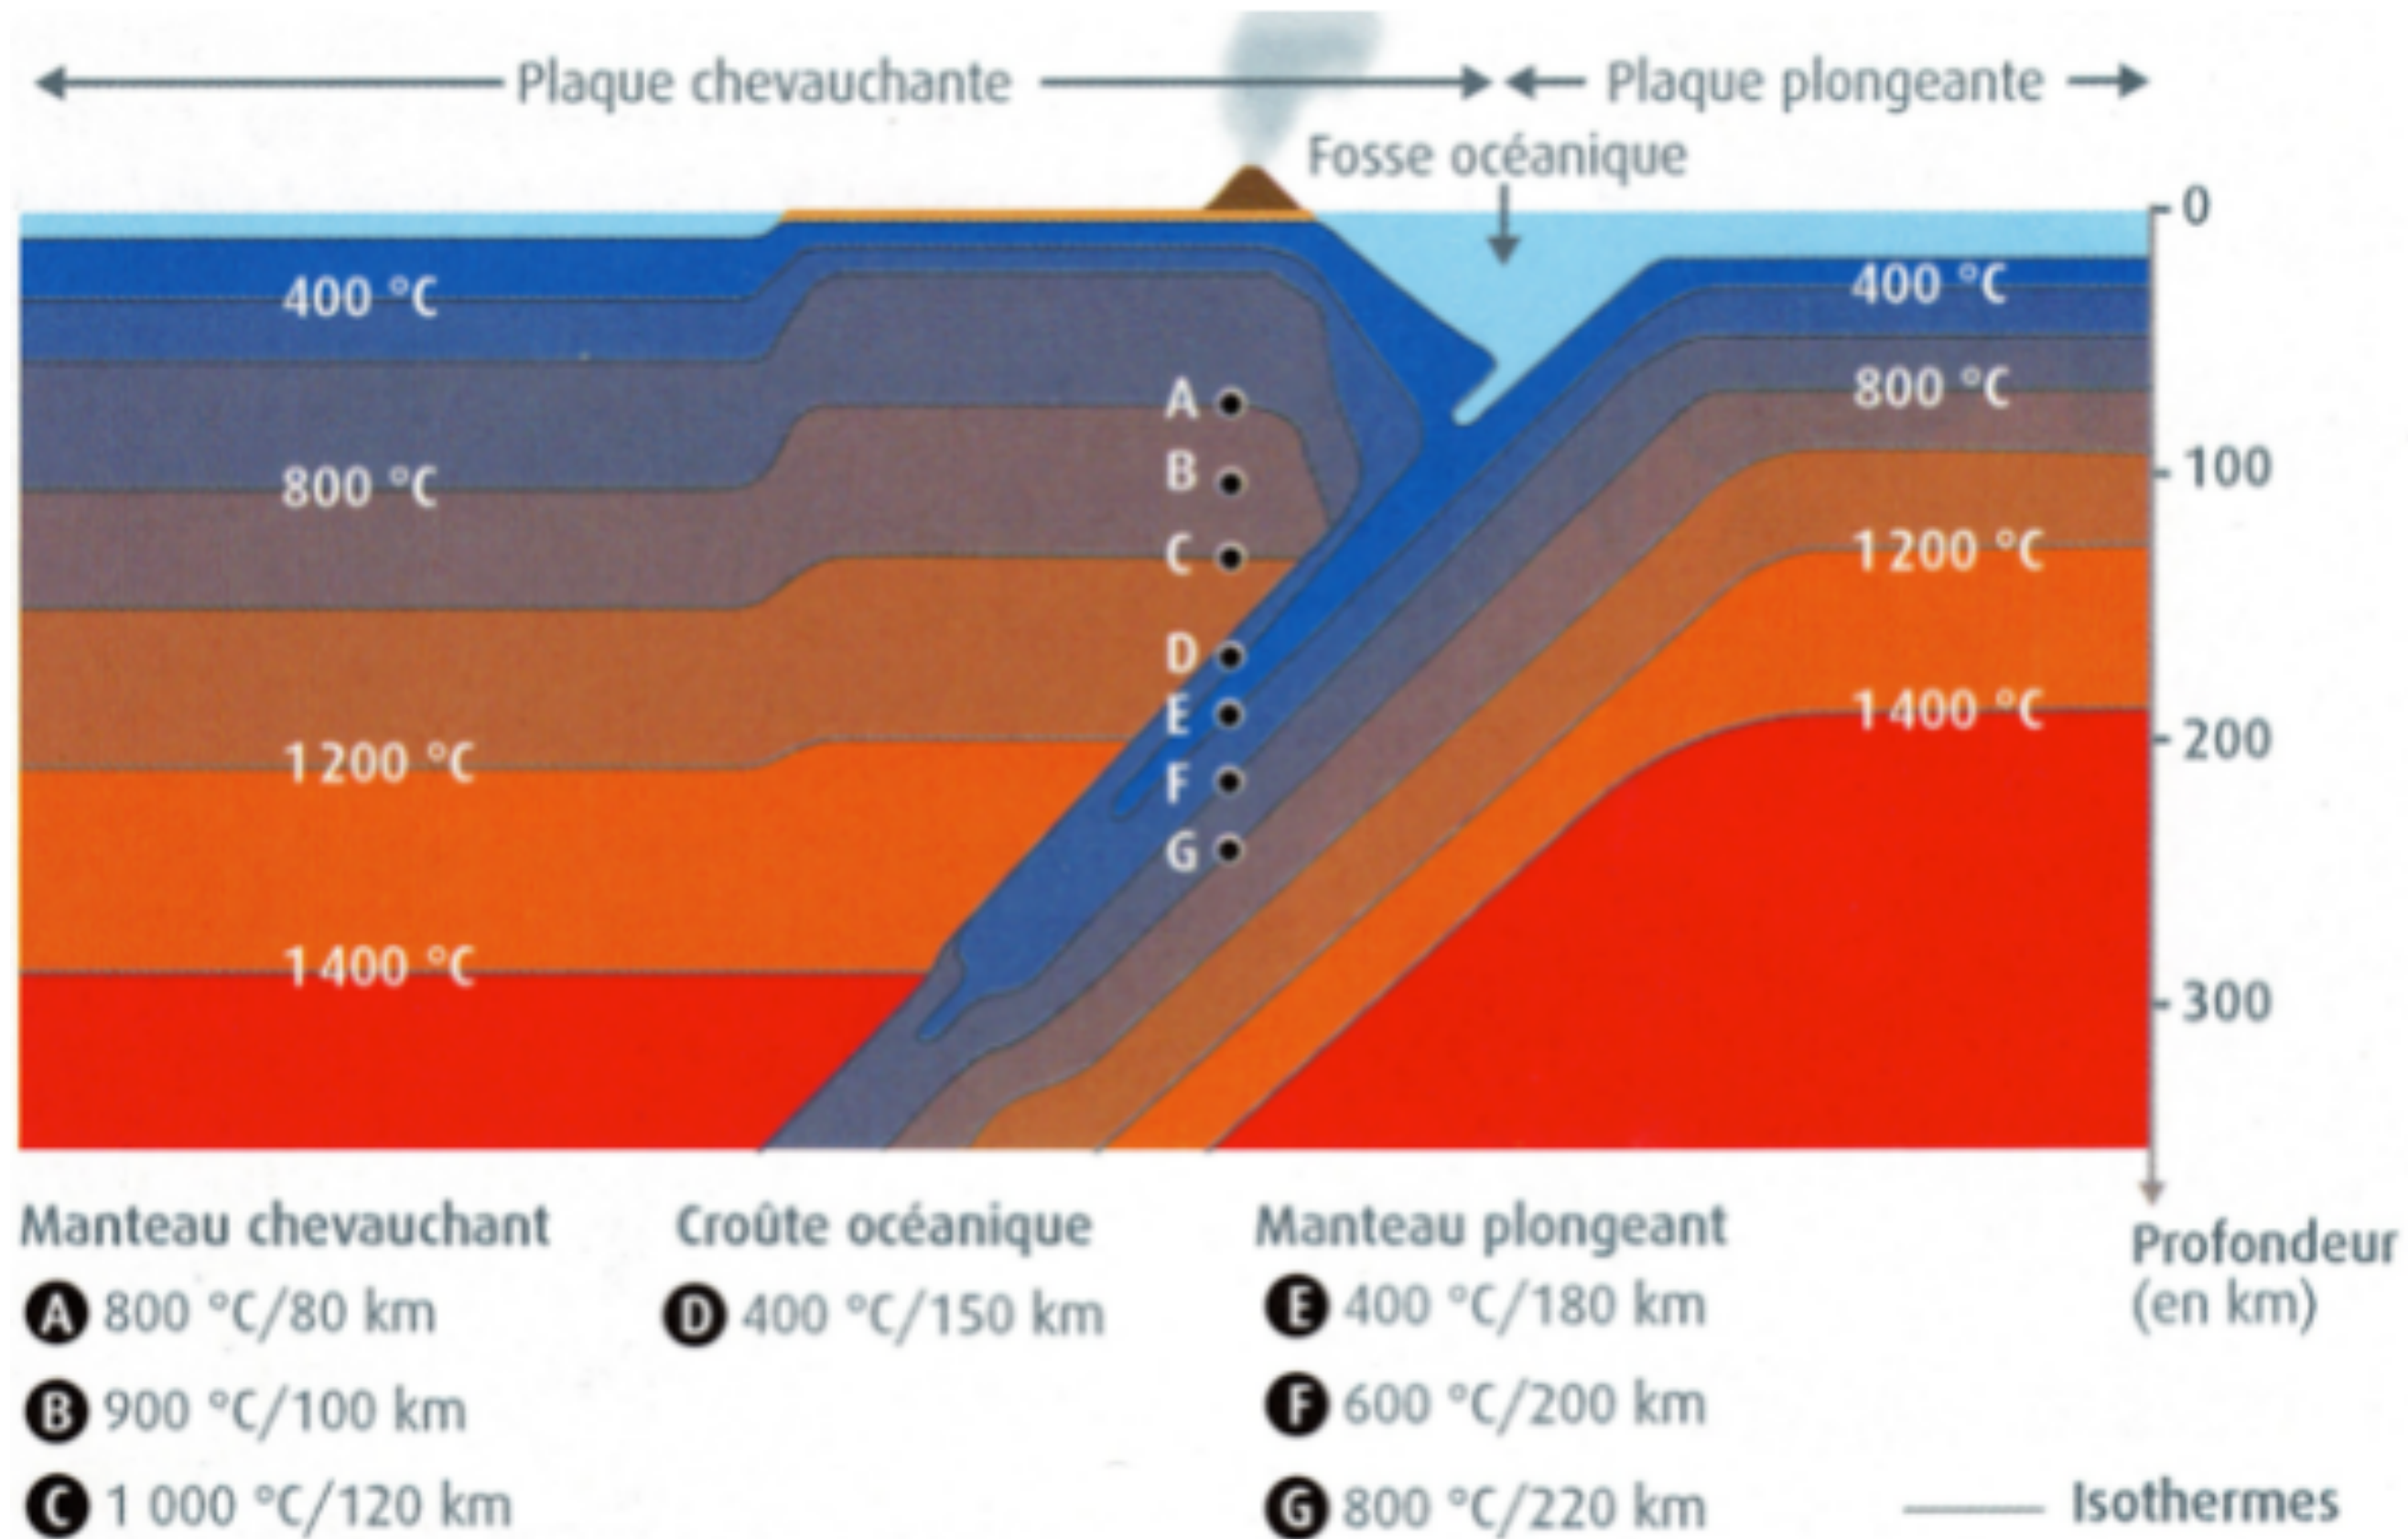 Plaque chevauchante
Plaque plongeante
Fosse océanique
0
400 °C
400 °C
800 °C
A
B
800 °C
100
C
1 200 °C
D
E
1 400 °C
200
1 200 °C
F
G
1 400 °C
300
Manteau chevauchant
A 800 °C/80 km
B 900 °C/100 km
C 1 000 °C/120 km
Croûte océanique
D 400 °C/150 km
Manteau plongeant
E 400 °C/180 km
F 600 °C/200 km
G 800 °C/220 km
Profondeur
(en km)
Isothermes